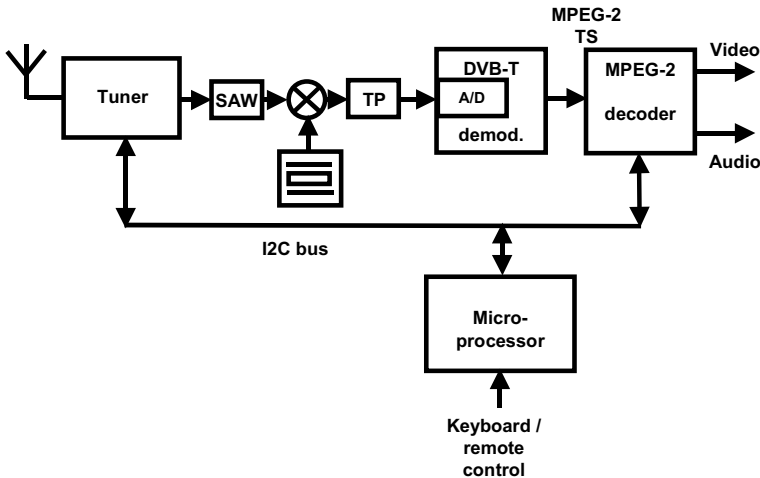 MPEG-2
TS
Tuner
SAW
TP
DVB-T
A/D
demod.
MPEG-2
decoder
Video
Audio
I2C bus
Micro-
processor
Keyboard /
remote
control